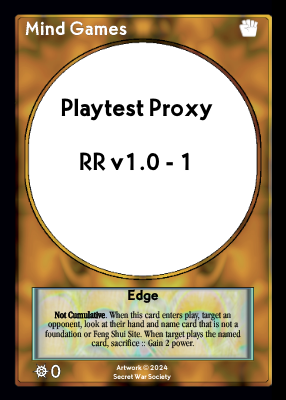 Mind Games
Playtest Proxy
RR v1.0 - 1
Edge
Not Cumulative. When this card enters play, target an
opponent, look at their hand and name card that is not a
foundation or Feng Shui Site. When target plays the named
card, sacrifice :: Gain 2 power.
0
Artwork © 2024
Secret War Society